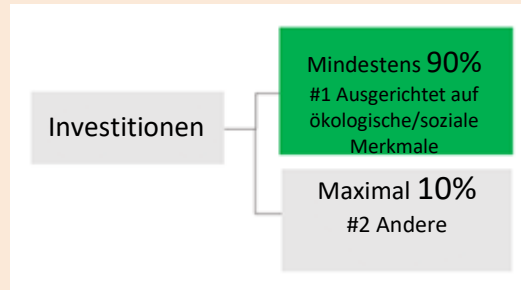 Mindestens 90%
#1 Ausgerichtet auf
ökologische/soziale
Merkmale
Investitionen
Maximal 10%
#2 Andere